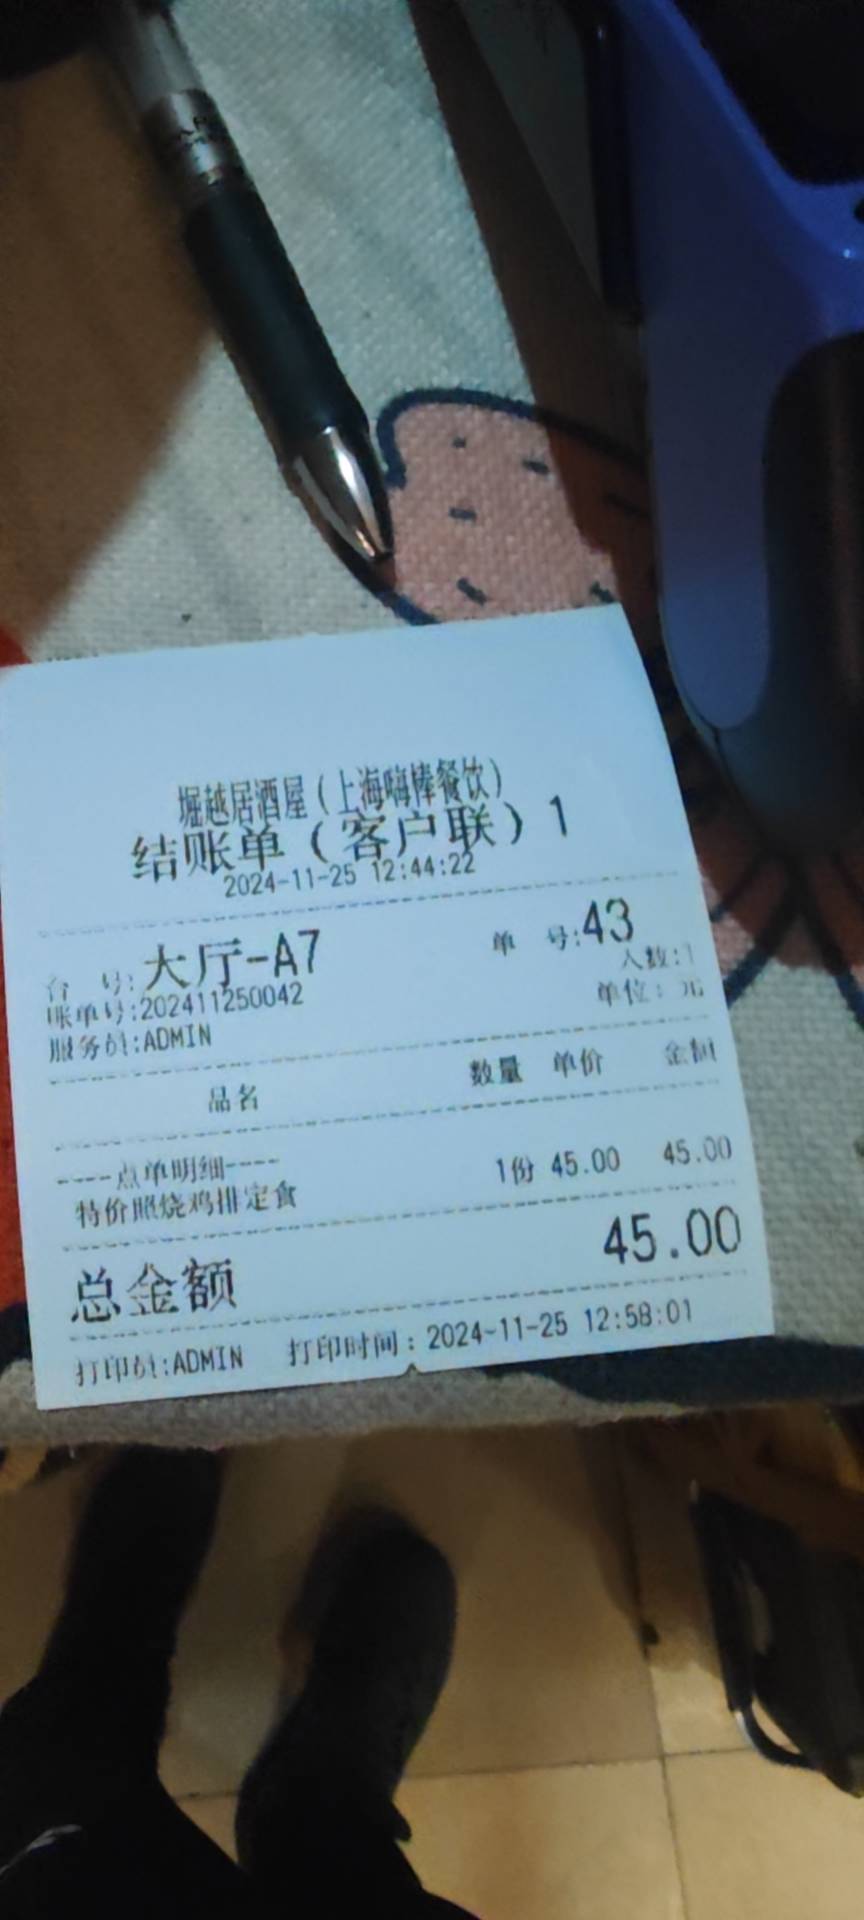 堀越居酒屋（上海嗨棒餐饮）
结账单（客户联）1
2024-11-25 12:44:22
台 号:大厅-A7 单 号:43
人数:1
账单号:202411250042 单位：元
服务员:ADMIN
品名 数量 单价 金额
----点单明细----
特价照烧鸡排定食 1份 45.00 45.00
总金额 45.00
打印员:ADMIN 打印时间：2024-11-25 12:58:01